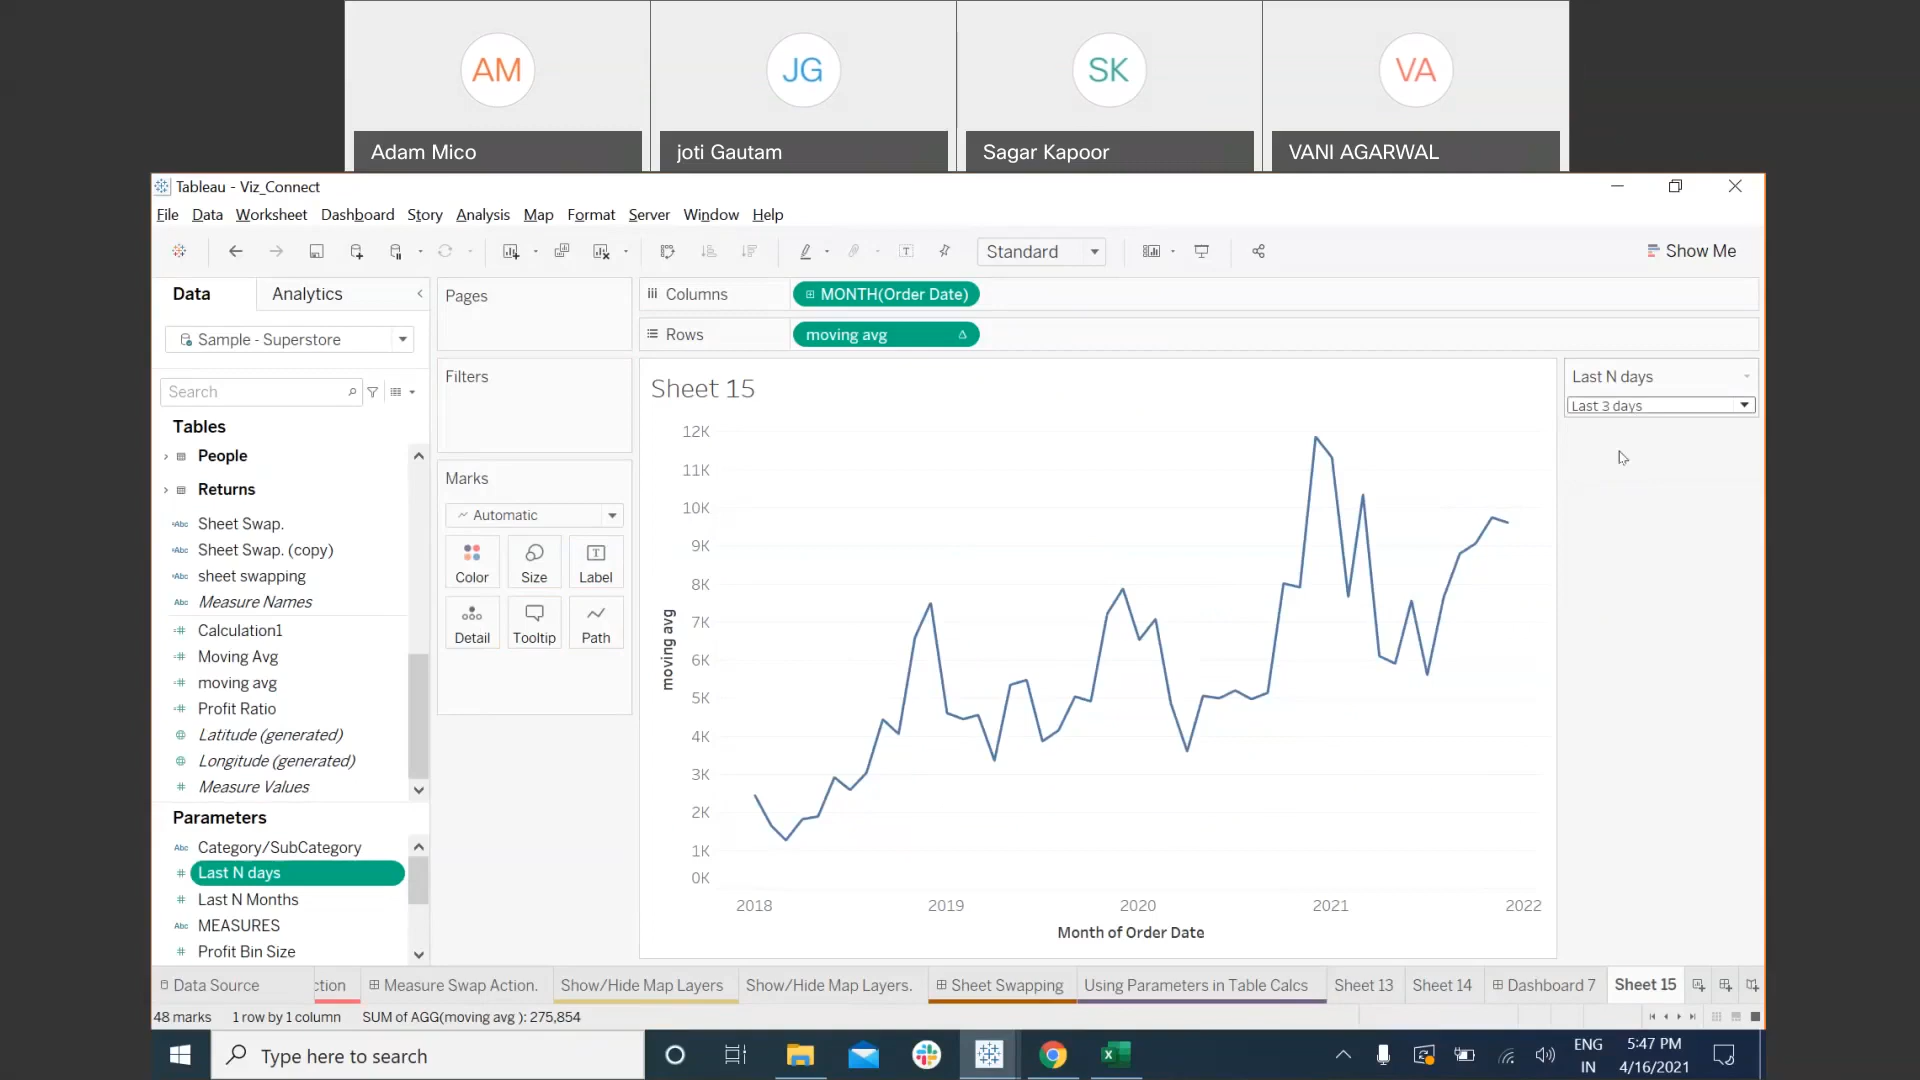 AM
JG
SK
VA
Adam Mico
joti Gautam
Sagar Kapoor
VANI AGARWAL
Tableau - Viz_Connect
File Data Worksheet Dashboard Story Analysis Map Format Server Window Help
Standard
Show Me
Data
Analytics
Sample - Superstore
Search
Tables
People
Returns
Abc Sheet Swap.
Abc Sheet Swap. (copy)
Abc sheet swapping
Abc Measure Names
# Calculation1
# Moving Avg
# moving avg
# Profit Ratio
Latitude (generated)
Longitude (generated)
# Measure Values
Parameters
Abc Category/SubCategory
# Last N days
# Last N Months
Abc MEASURES
# Profit Bin Size
Pages
Filters
Marks
Automatic
Color
Size
Label
Detail
Tooltip
Path
Columns
MONTH(Order Date)
Rows
moving avg
Sheet 15
12K
11K
10K
9K
8K
7K
6K
5K
4K
3K
2K
1K
0K
moving avg
2018 2019 2020 2021 2022
Month of Order Date
Last N days
Last 3 days
Data Source
ction
Measure Swap Action.
Show/Hide Map Layers
Show/Hide Map Layers.
Sheet Swapping
Using Parameters in Table Calcs
Sheet 13
Sheet 14
Dashboard 7
Sheet 15
48 marks 1 row by 1 column SUM of AGG(moving avg ): 275,854
Type here to search
ENG
IN
5:47 PM
4/16/2021